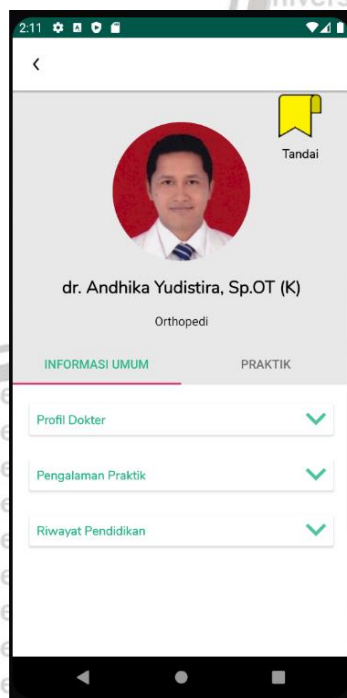 2:11
Tandai
dr. Andhika Yudistira, Sp.OT (K)
Orthopedi
INFORMASI UMUM PRAKTIK
Profil Dokter
Pengalaman Praktik
Riwayat Pendidikan